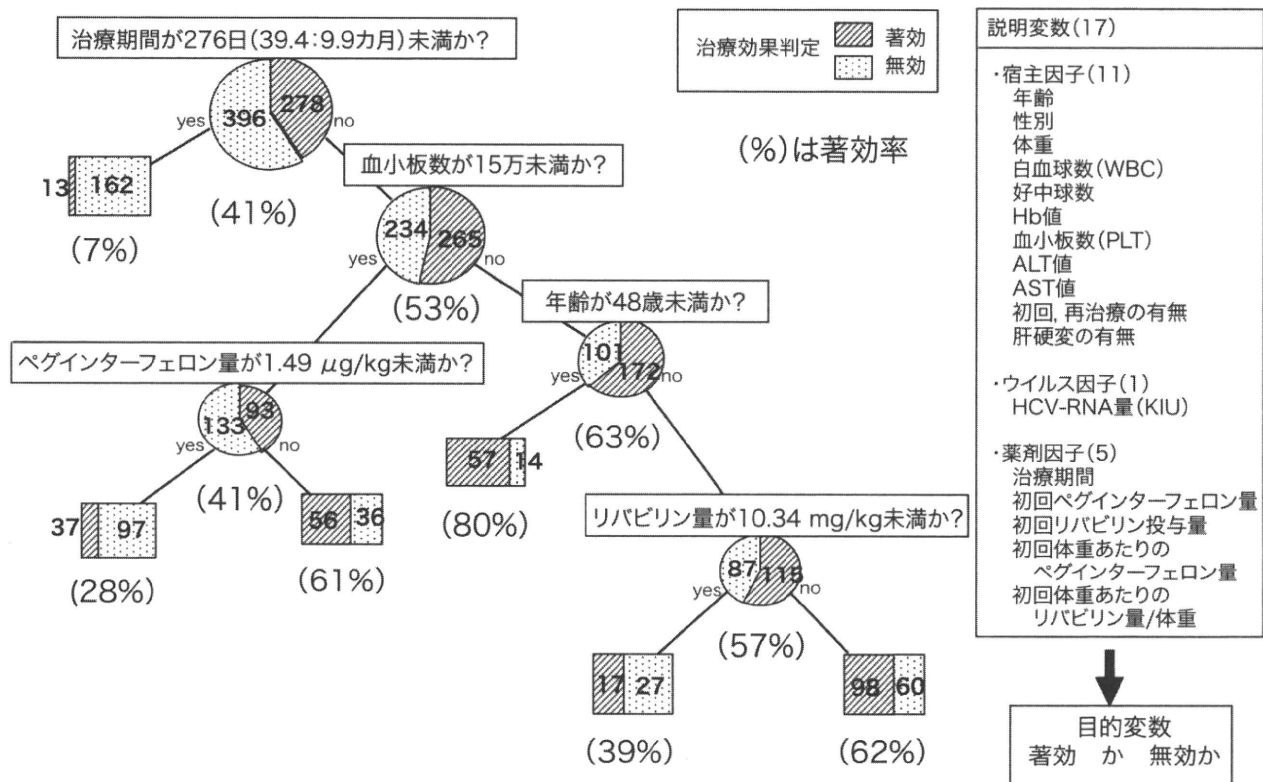 治療期間が276日(39.4:9.9カ月)未満か?
396
278
yes
no
13
162
(7%)
(41%)
血小板数が15万未満か?
234
265
yes
no
(53%)
ペグインターフェロン量が1.49 μg/kg未満か?
133
93
yes
no
(41%)
37
97
(28%)
56
36
(61%)
年齢が48歳未満か?
101
172
yes
no
(63%)
57
14
(80%)
リバビリン量が10.34 mg/kg未満か?
87
115
yes
no
(57%)
17
27
(39%)
98
60
(62%)
治療効果判定
著効
無効
(%)は著効率
説明変数(17)
・宿主因子(11)
年齢
性別
体重
白血球数(WBC)
好中球数
Hb値
血小板数(PLT)
ALT値
AST値
初回, 再治療の有無
肝硬変の有無
・ウイルス因子(1)
HCV-RNA量(KIU)
・薬剤因子(5)
治療期間
初回ペグインターフェロン量
初回リバビリン投与量
初回体重あたりの
ペグインターフェロン量
初回体重あたりの
リバビリン量/体重
目的変数
著効 か 無効か